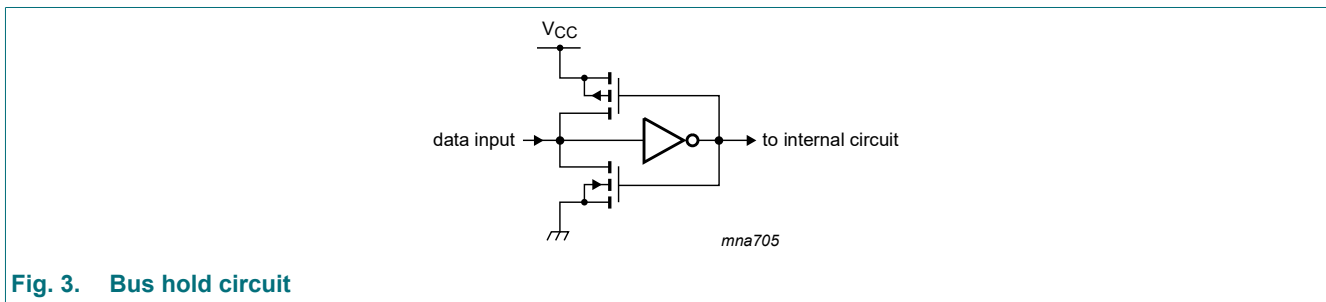 VCC
data input
to internal circuit
mna705
Fig. 3. Bus hold circuit